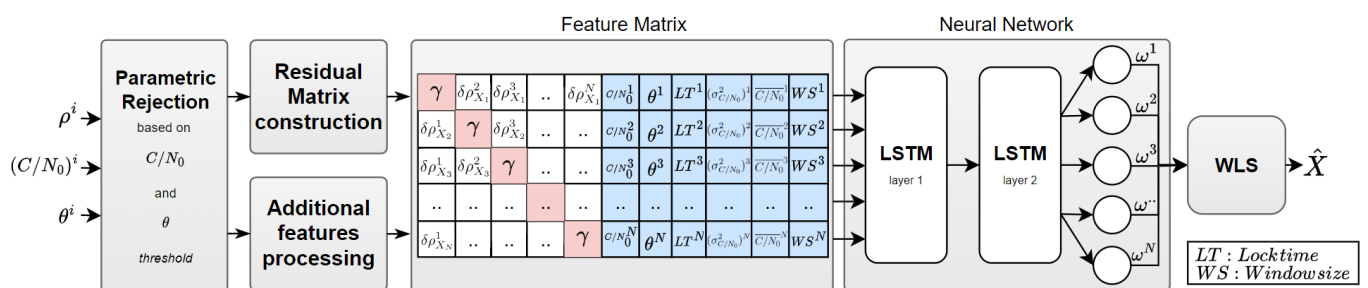 Feature Matrix
Neural Network
ρ^i
(C/N_0)^i
θ^i
Parametric
Rejection
based on
C/N_0
and
θ
threshold
Residual
Matrix
construction
Additional
features
processing
γ δρ^2_{X_1} δρ^3_{X_1} .. δρ^N_{X_1} C/N_0^1 θ^1 LT^1 (σ^2_{C/N_0})^1 \overline{C/N_0}^1 WS^1
δρ^1_{X_2} γ δρ^3_{X_2} .. .. C/N_0^2 θ^2 LT^2 (σ^2_{C/N_0})^2 \overline{C/N_0}^2 WS^2
δρ^1_{X_3} δρ^2_{X_3} γ .. .. C/N_0^3 θ^3 LT^3 (σ^2_{C/N_0})^3 \overline{C/N_0}^3 WS^3
.. .. .. .. .. .. .. .. .. .. ..
δρ^1_{X_N} .. .. .. γ C/N_0^N θ^N LT^N (σ^2_{C/N_0})^N \overline{C/N_0}^N WS^N
LSTM
layer 1
LSTM
layer 2
ω^1
ω^2
ω^3
ω^{..}
ω^N
WLS
X̂
LT : Locktime
WS : Windowsize